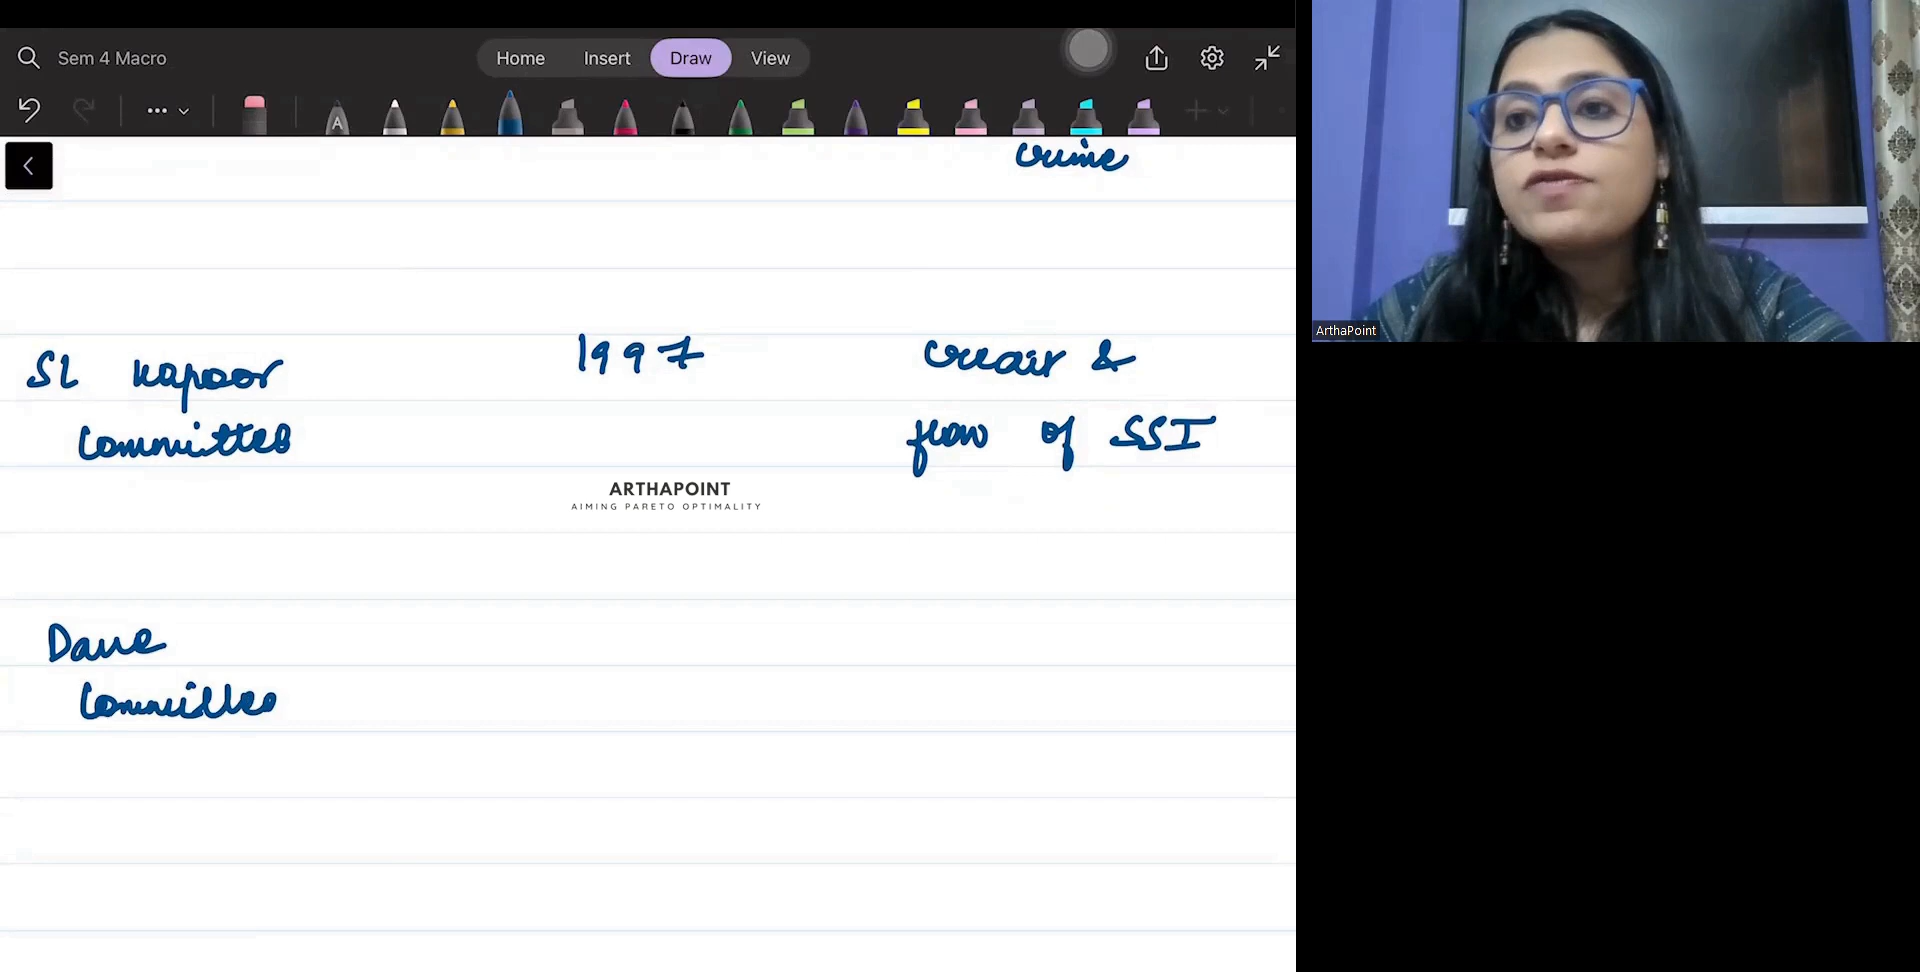 Sem 4 Macro
Home Insert Draw View
A
crime
SL Kapoor 1997 Credit &
Committee flow of SSI
ARTHAPOINT
AIMING PARETO OPTIMALITY
Dave
Committee
ArthaPoint